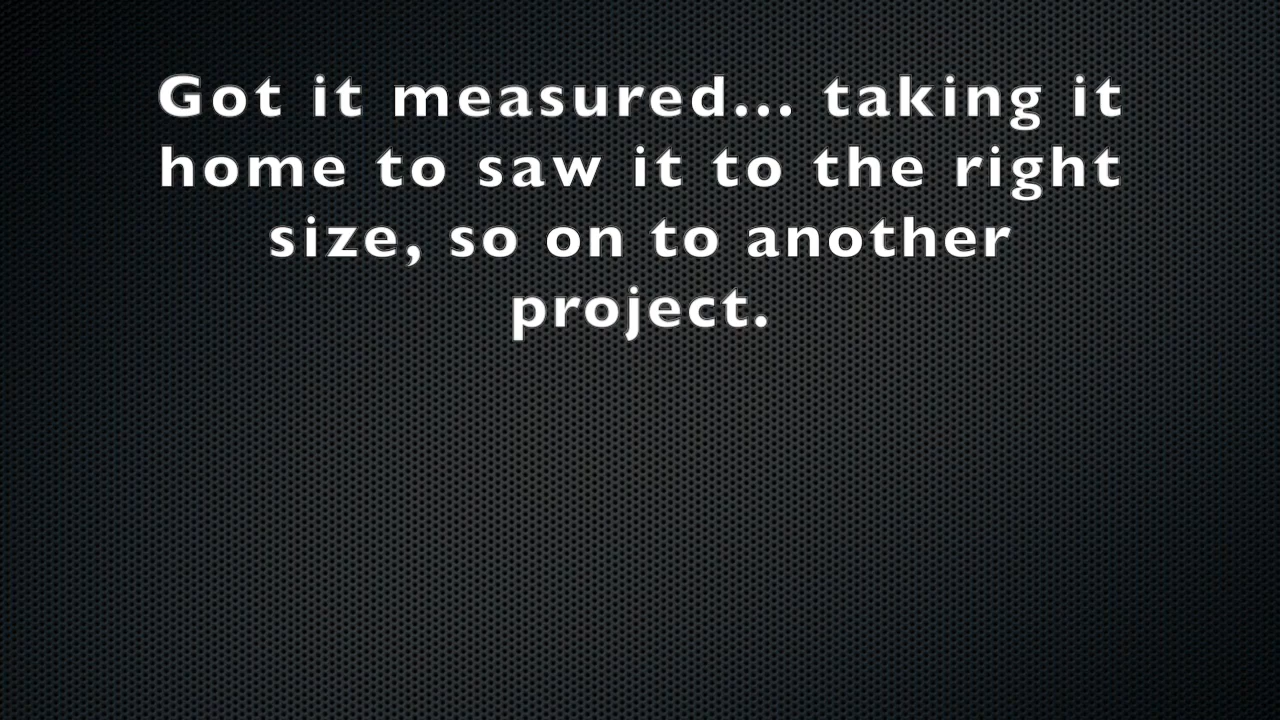 Got it measured... taking it
home to saw it to the right
size, so on to another
project.